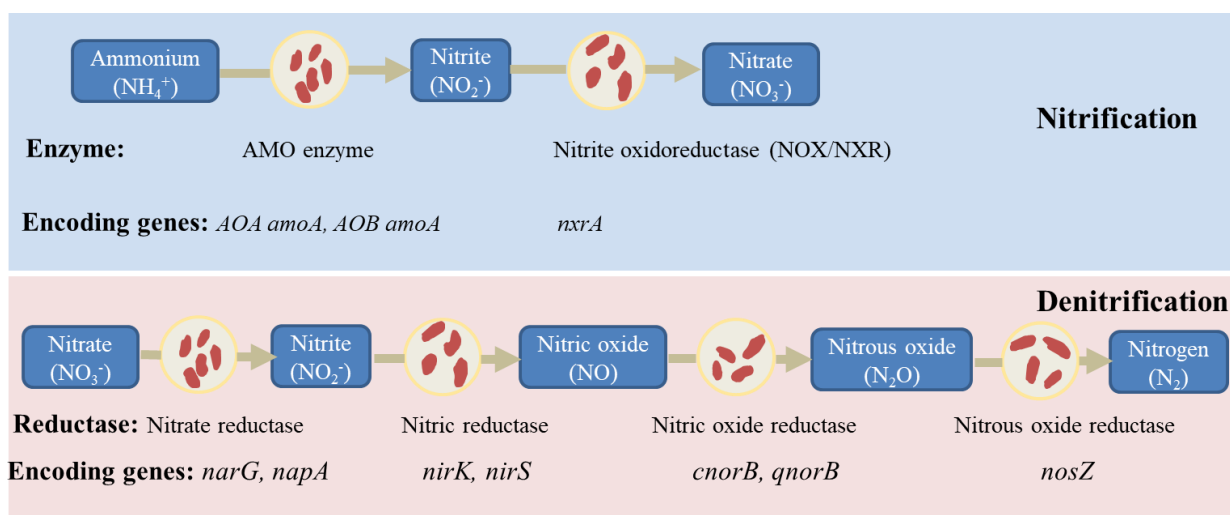 Ammonium
(NH₄⁺)
Nitrite
(NO₂⁻)
Nitrate
(NO₃⁻)
Nitrification
Enzyme: AMO enzyme Nitrite oxidoreductase (NOX/NXR)
Encoding genes: AOA amoA, AOB amoA nxrA
Denitrification
Nitrate
(NO₃⁻)
Nitrite
(NO₂⁻)
Nitric oxide
(NO)
Nitrous oxide
(N₂O)
Nitrogen
(N₂)
Reductase: Nitrate reductase Nitric reductase Nitric oxide reductase Nitrous oxide reductase
Encoding genes: narG, napA nirK, nirS cnorB, qnorB nosZ